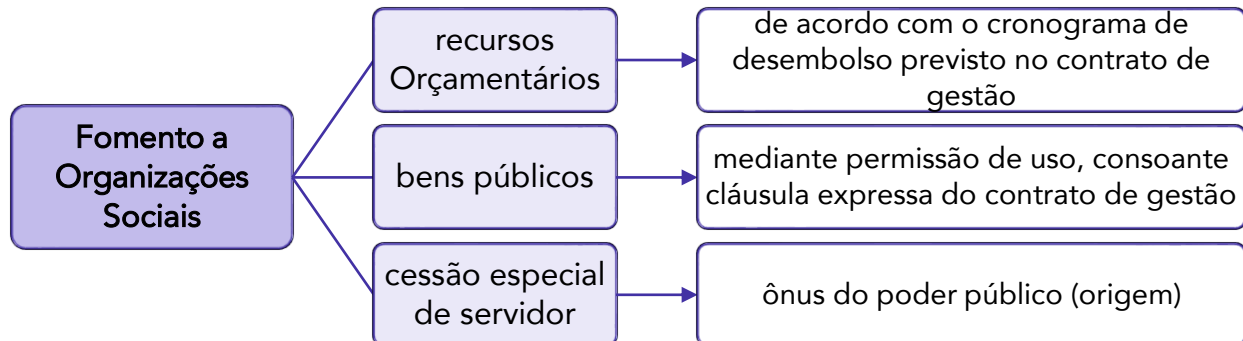 Fomento a
Organizações
Sociais
recursos
Orçamentários
de acordo com o cronograma de
desembolso previsto no contrato de
gestão
bens públicos
mediante permissão de uso, consoante
cláusula expressa do contrato de gestão
cessão especial
de servidor
ônus do poder público (origem)